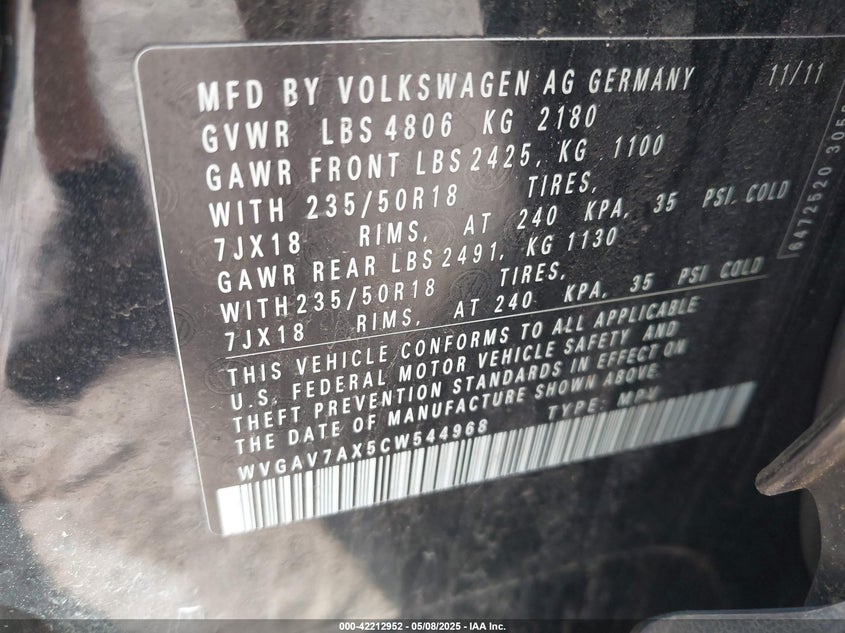 MFD BY VOLKSWAGEN AG GERMANY 11/11
GVWR LBS 4806 KG 2180
GAWR FRONT LBS 2425, KG 1100
WITH 235/50R18 TIRES,
7JX18 RIMS, AT 240 KPA, 35 PSI. COLD
GAWR REAR LBS 2491, KG 1130
WITH 235/50R18 TIRES,
7JX18 RIMS, AT 240 KPA, 35 PSI COLD
THIS VEHICLE CONFORMS TO ALL APPLICABLE
U.S. FEDERAL MOTOR VEHICLE SAFETY AND
THEFT PREVENTION STANDARDS IN EFFECT ON
THE DATE OF MANUFACTURE SHOWN ABOVE.
WVGAV7AX5CW544968 TYPE: MPV
6472520
000-42212952 - 05/08/2025 - IAA Inc.